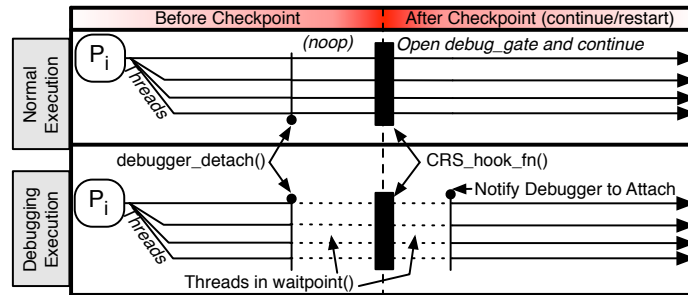 Before Checkpoint
After Checkpoint (continue/restart)
Normal
Execution
Pi
Threads
(noop)
Open debug_gate and continue
debugger_detach()
CRS_hook_fn()
Debugging
Execution
Pi
Threads
Notify Debugger to Attach
Threads in waitpoint()